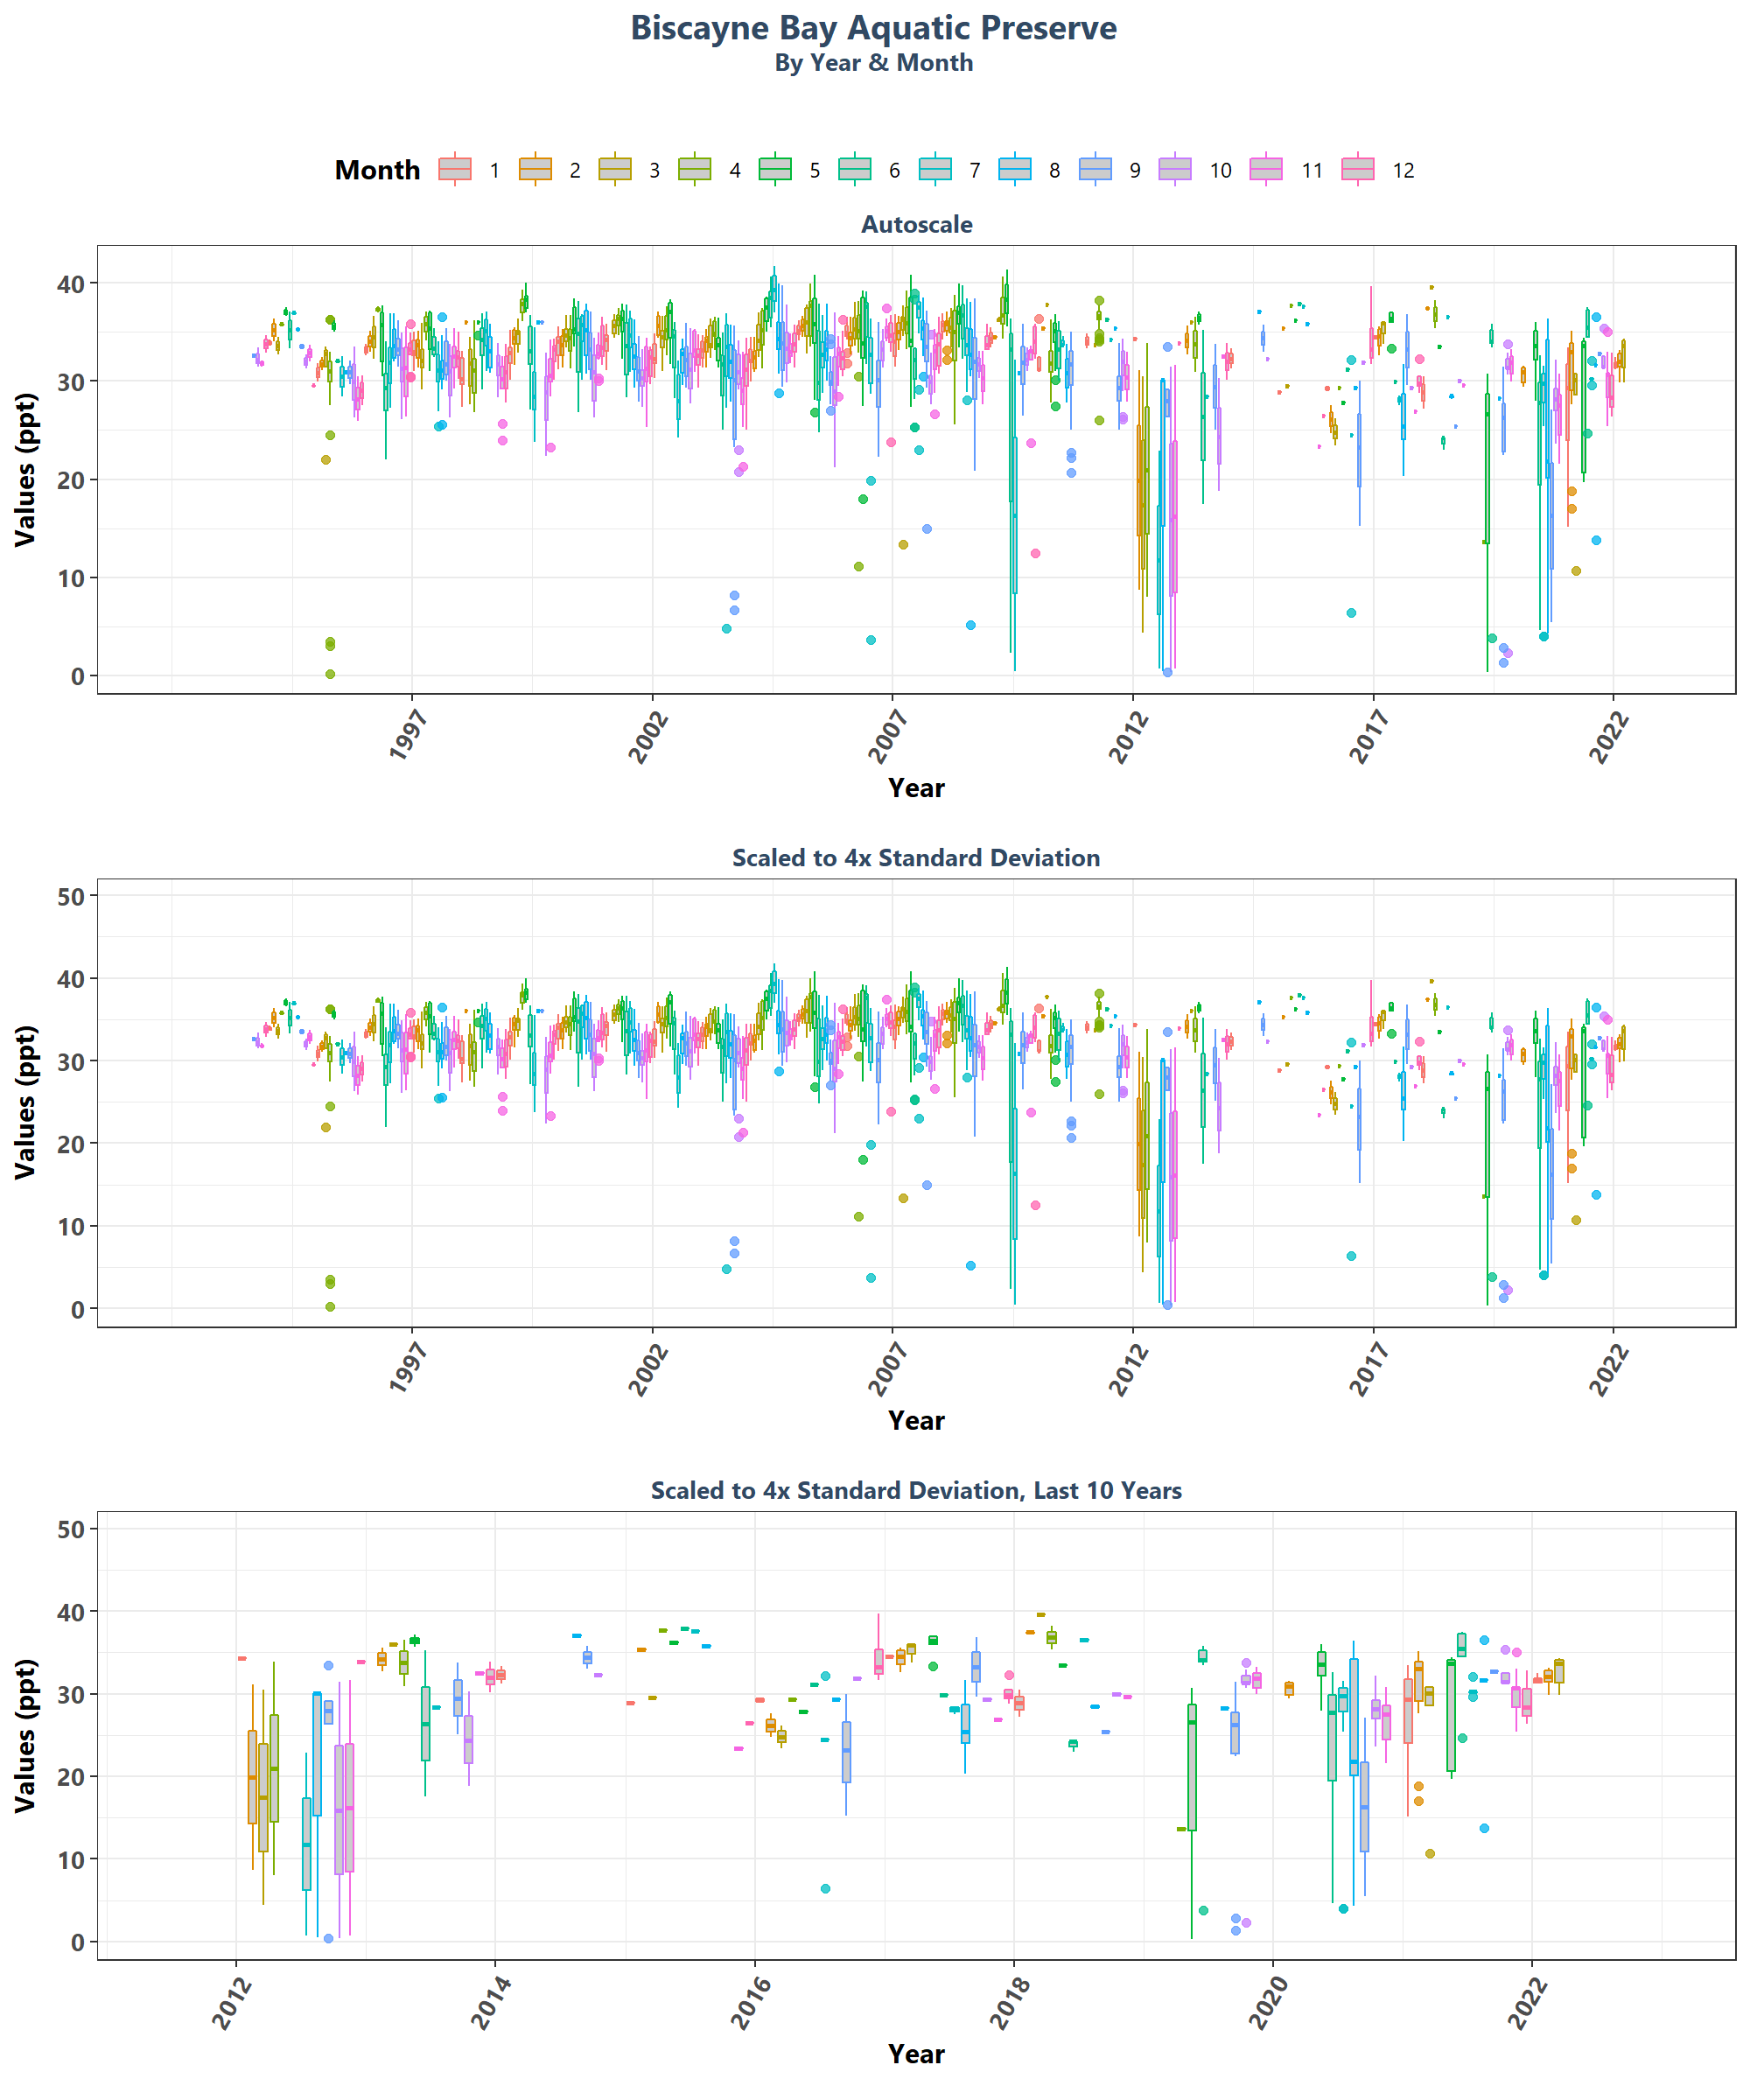 Biscayne Bay Aquatic Preserve
By Year & Month
Month 1 2 3 4 5 6 7 8 9 10 11 12
Autoscale
Values (ppt)
40
30
20
10
0
1997 2002 2007 2012 2017 2022
Year
Scaled to 4x Standard Deviation
Values (ppt)
50
40
30
20
10
0
1997 2002 2007 2012 2017 2022
Year
Scaled to 4x Standard Deviation, Last 10 Years
Values (ppt)
50
40
30
20
10
0
2012 2014 2016 2018 2020 2022
Year